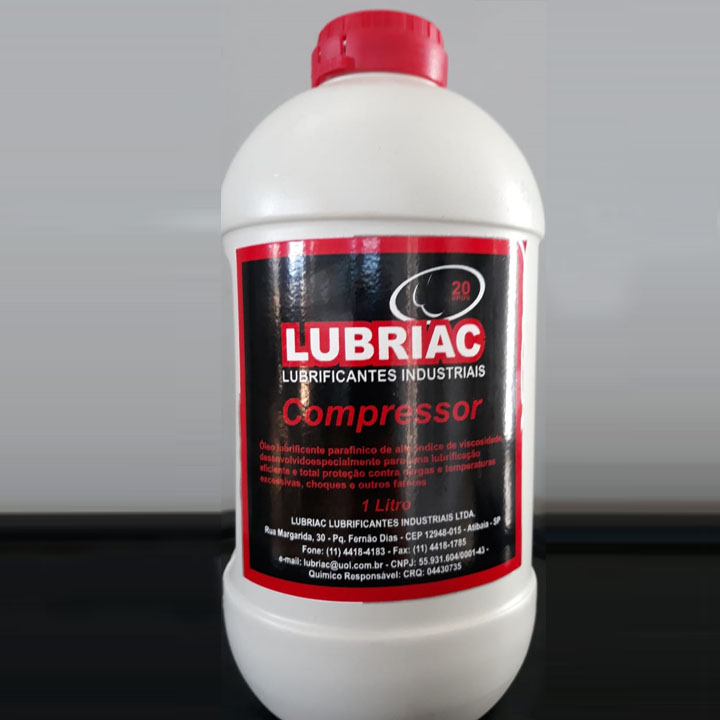 20
anos
LUBRIAC
LUBRIFICANTES INDUSTRIAIS
Compressor
Óleo lubrificante parafinico de alto índice de viscosidade,
desenvolvidoespecialmente para uma lubrificação
eficiente e total proteção contra cargas e temperaturas
excessivas, choques e outros fatores
1 Litro
LUBRIAC LUBRIFICANTES INDUSTRIAIS LTDA.
Rua Margarida, 30 - Pq. Fernão Dias - CEP 12948-015 - Atibaia - SP
Fone: (11) 4418-4183 - Fax: (11) 4418-1785
e-mail: lubriac@uol.com.br - CNPJ: 55.931.604/0001-43 -
Químico Responsável: CRQ: 04430735